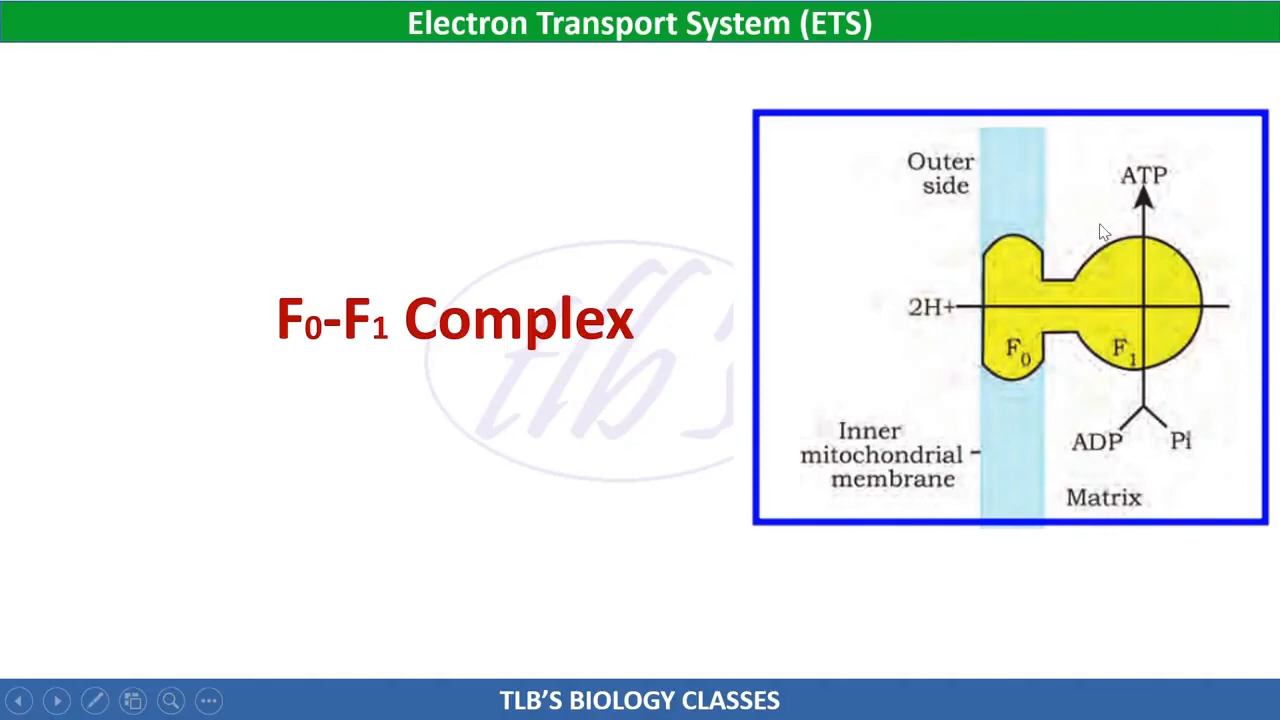 Electron Transport System (ETS)
F0-F1 Complex
Outer
side
ATP
2H+
F0
F1
Inner
mitochondrial
membrane
ADP
Pi
Matrix
tlb's
TLB'S BIOLOGY CLASSES